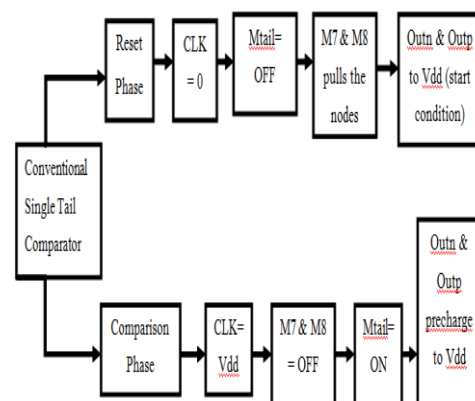 Reset
Phase
CLK
= 0
Mtail=
OFF
M7 & M8
pulls the
nodes
Outn & Outp
to Vdd (start
condition)
Conventional
Single Tail
Comparator
Comparison
Phase
CLK=
Vdd
M7 & M8
= OFF
Mtail=
ON
Outn &
Outp
precharge
to Vdd